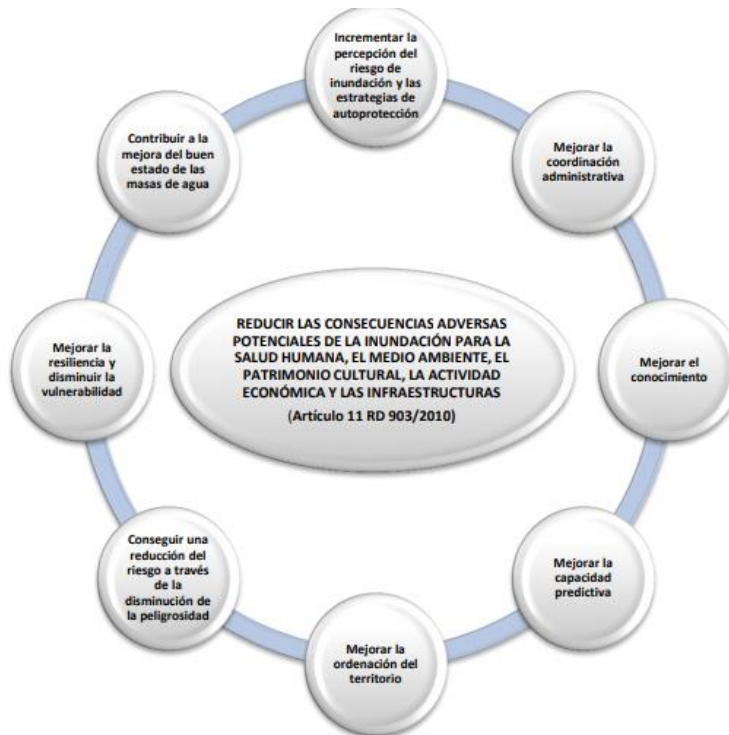 Incrementar la
percepción del
riesgo de
inundación y las
estrategias de
autoprotección
Mejorar la
coordinación
administrativa
Mejorar el
conocimiento
Mejorar la
capacidad
predictiva
Mejorar la
ordenación del
territorio
Conseguir una
reducción del
riesgo a través
de la
disminución de
la peligrosidad
Mejorar la
resiliencia y
disminuir la
vulnerabilidad
Contribuir a la
mejora del buen
estado de las
masas de agua
REDUCIR LAS CONSECUENCIAS ADVERSAS
POTENCIALES DE LA INUNDACIÓN PARA LA
SALUD HUMANA, EL MEDIO AMBIENTE, EL
PATRIMONIO CULTURAL, LA ACTIVIDAD
ECONÓMICA Y LAS INFRAESTRUCTURAS
(Artículo 11 RD 903/2010)